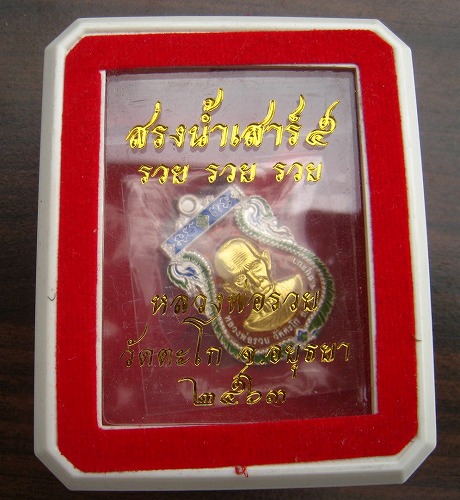 สรงน้ำเสาร์๕
รวย รวย รวย
หลวงพ่อรวย
วัดตะโก จ.อยุธยา
๒๕๖๓